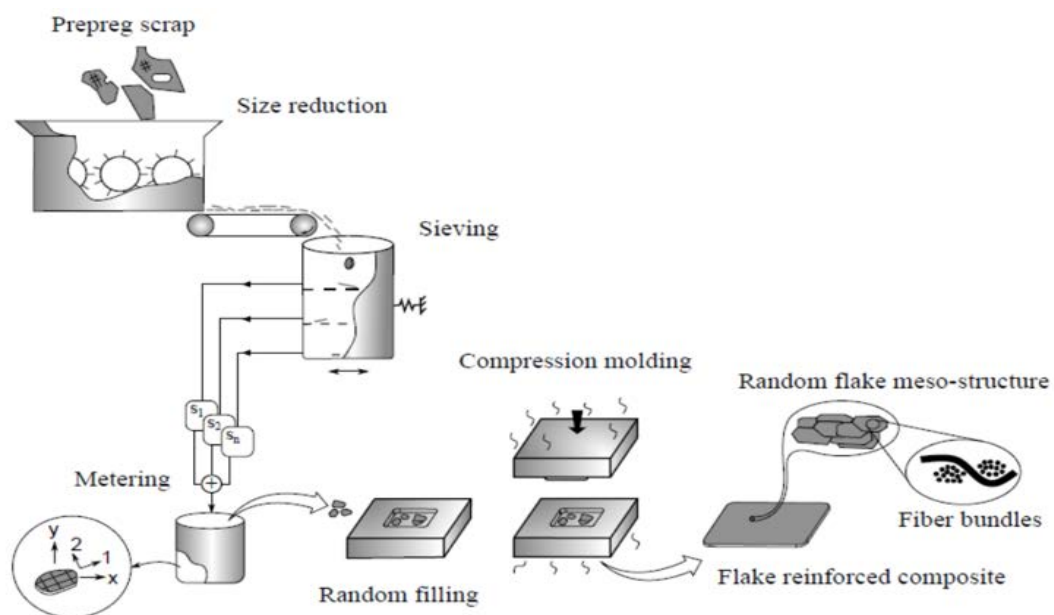 Prepreg scrap
Size reduction
Sieving
Compression molding
Random flake meso-structure
s1
s2
sn
Metering
+
Fiber bundles
y
2
1
x
Random filling
Flake reinforced composite